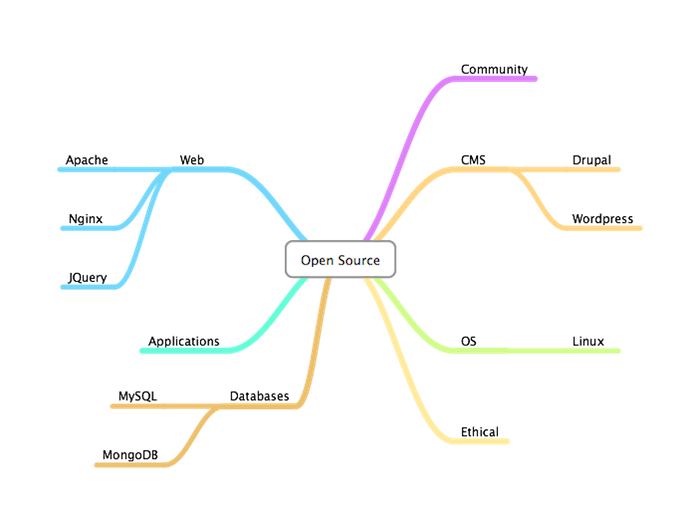 Community
Apache
Web
CMS
Drupal
Nginx
Wordpress
JQuery
Open Source
Applications
OS
Linux
MySQL
Databases
Ethical
MongoDB